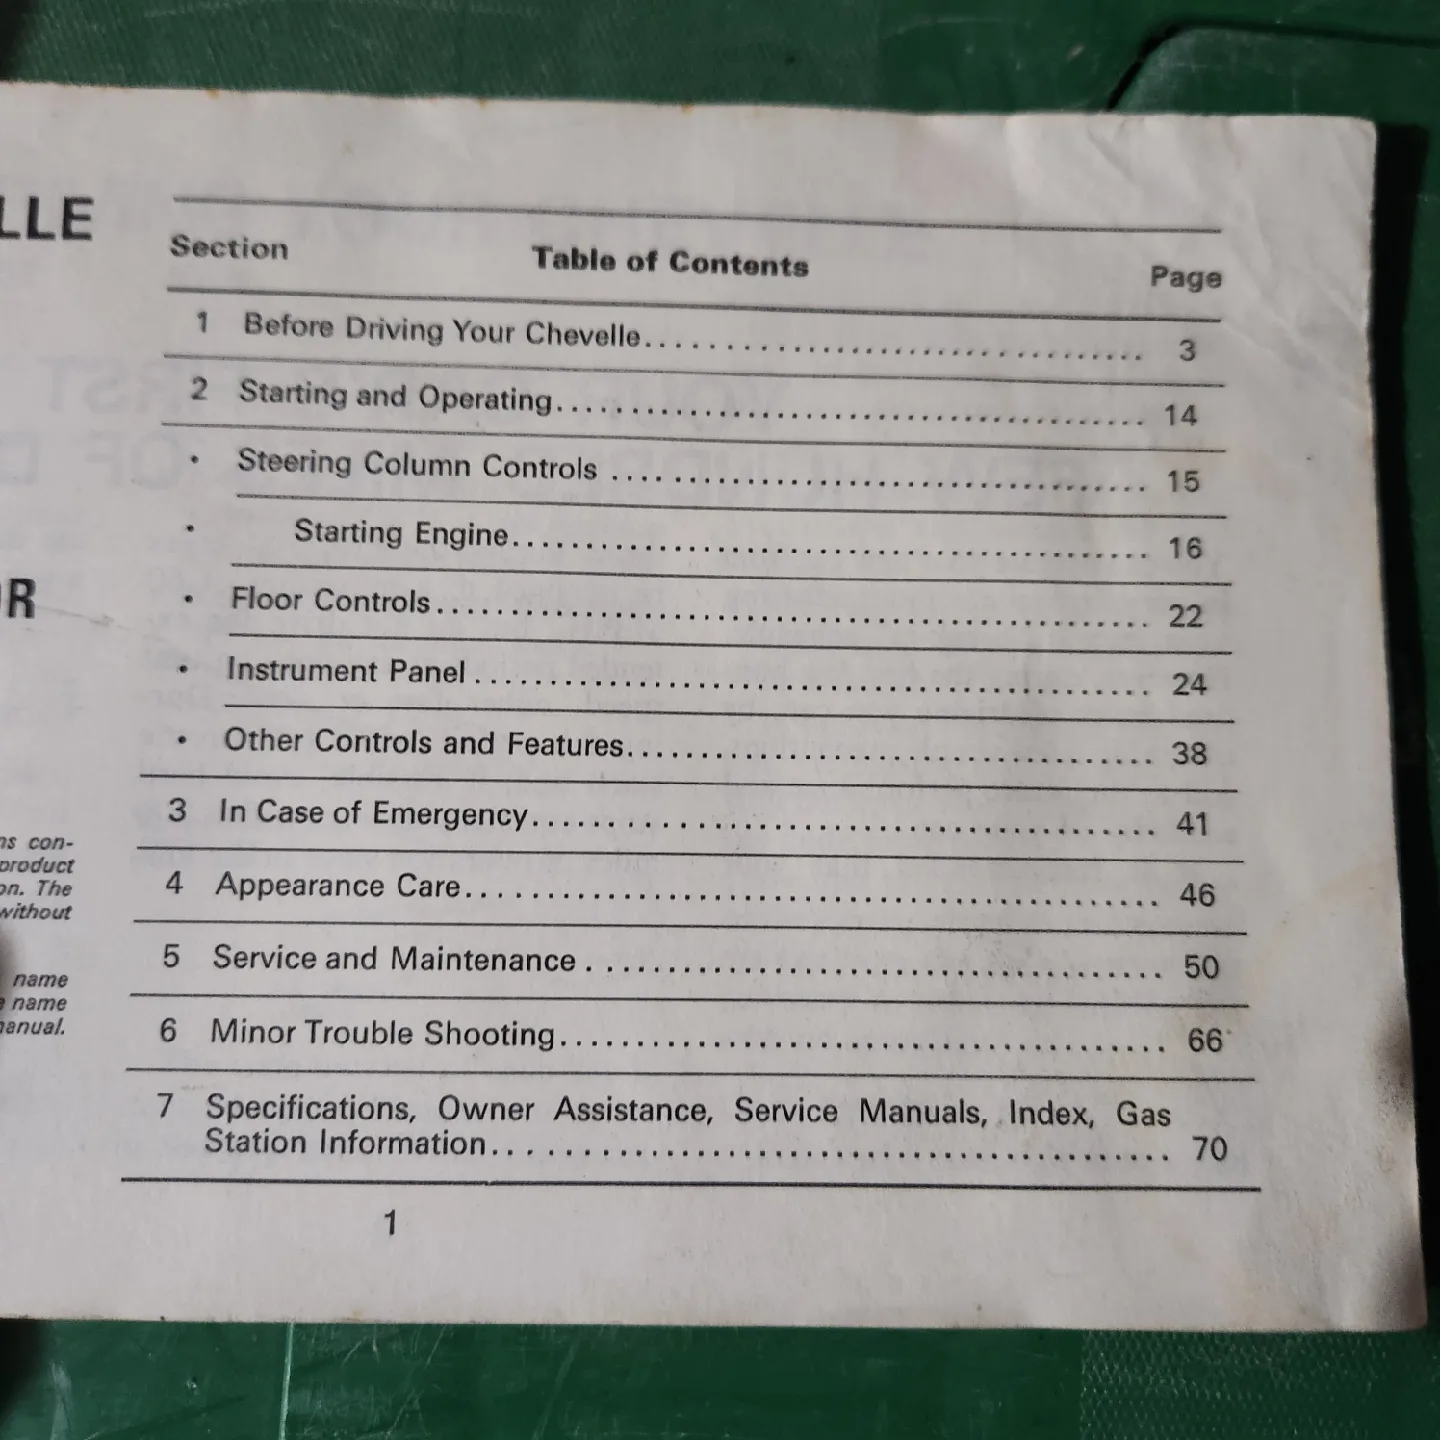 LLE
Section Table of Contents Page
1 Before Driving Your Chevelle........................................ 3
2 Starting and Operating........................................ 14
• Steering Column Controls ........................................ 15
• Starting Engine........................................ 16
• Floor Controls........................................ 22
• Instrument Panel ........................................ 24
• Other Controls and Features........................................ 38
3 In Case of Emergency........................................ 41
4 Appearance Care........................................ 46
5 Service and Maintenance ........................................ 50
6 Minor Trouble Shooting........................................ 66
7 Specifications, Owner Assistance, Service Manuals, Index, Gas
Station Information........................................ 70
OR
ns con-
product
on. The
without
name
e name
manual.
1